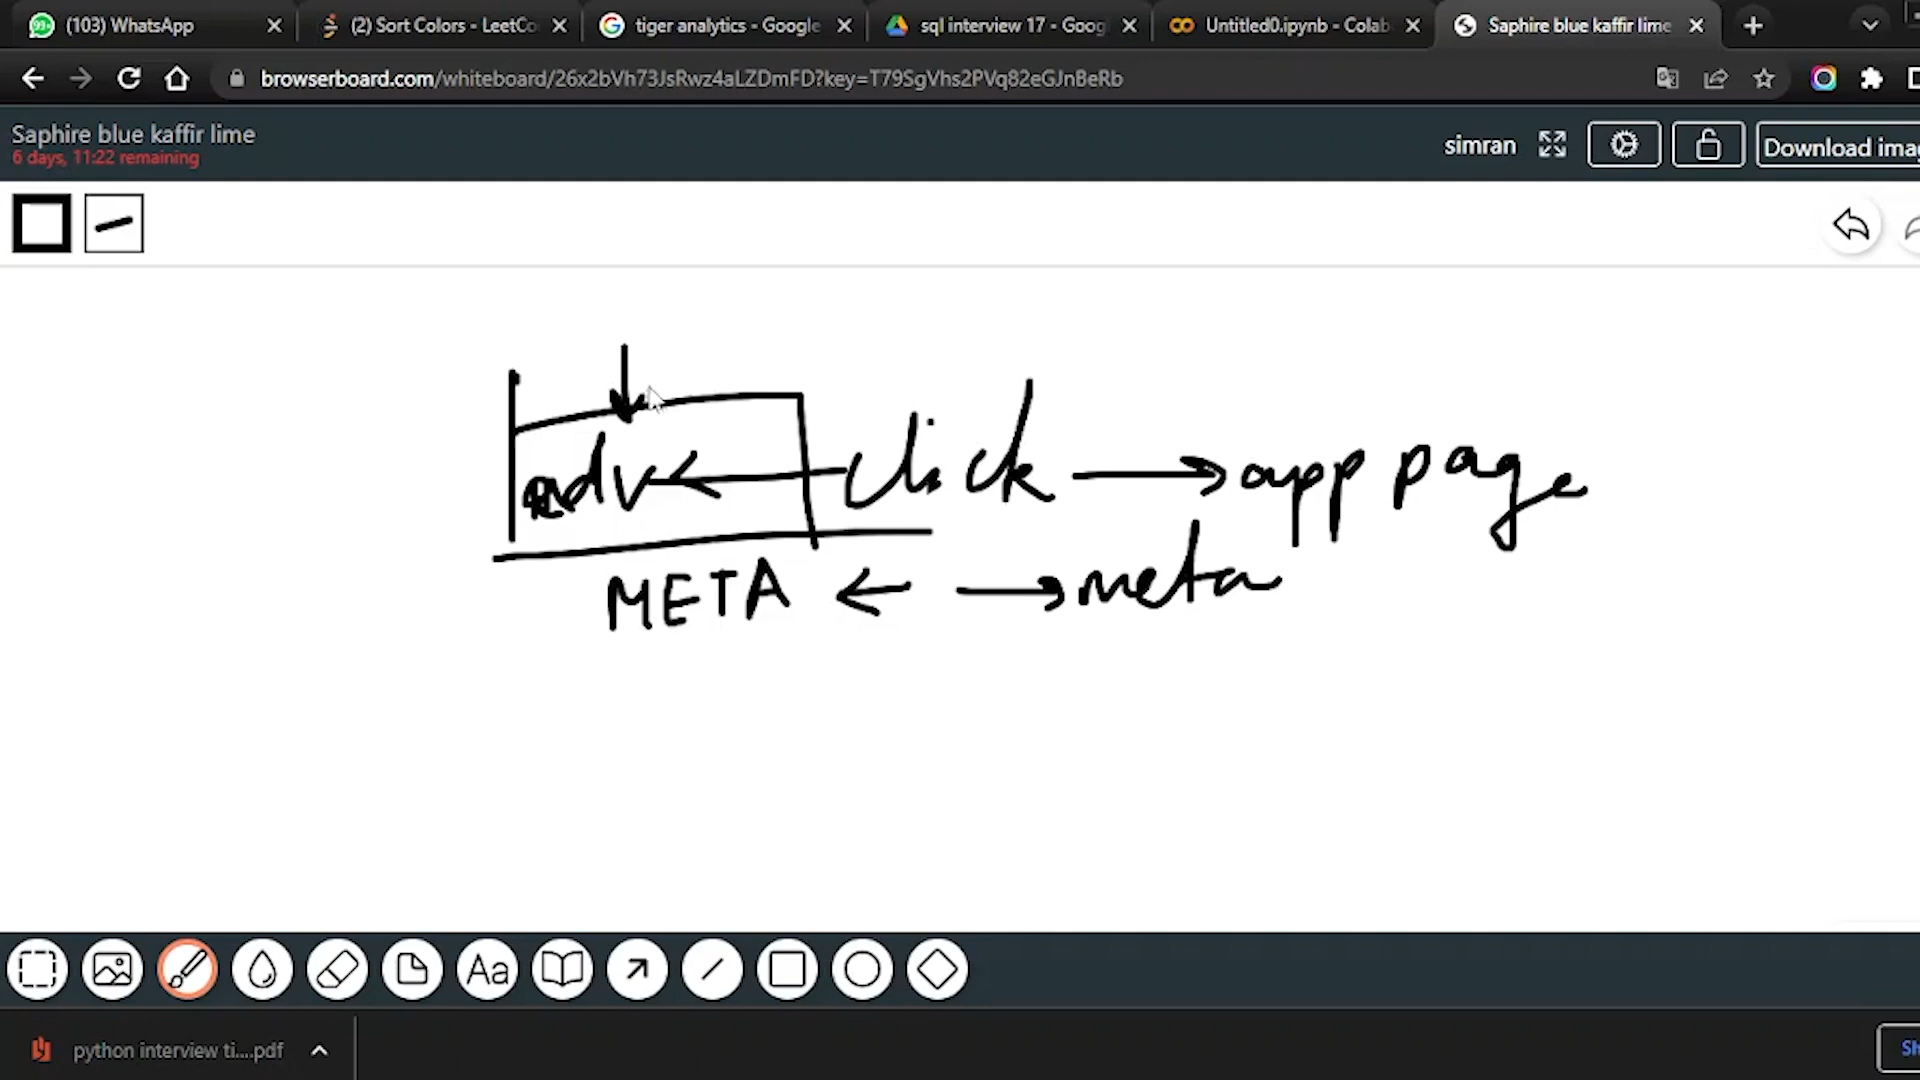 (103) WhatsApp
(2) Sort Colors - LeetCo
tiger analytics - Google
sql interview 17 - Goog
Untitled0.ipynb - Colab
Saphire blue kaffir lime
browserboard.com/whiteboard/26x2bVh73JsRwz4aLZDmFD?key=T79SgVhs2PVq82eGJnBeRb
Saphire blue kaffir lime
6 days, 11:22 remaining
simran
Download imag
adv click app page
META meta
Aa
python interview ti....pdf
Sh